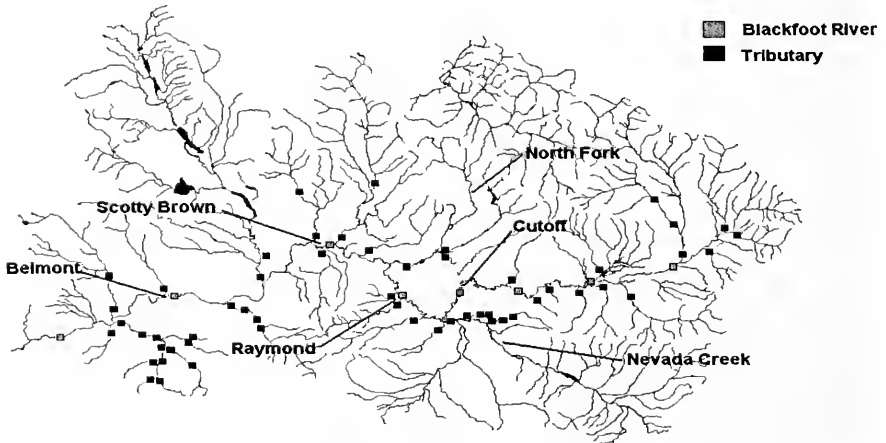 Blackfoot River
Tributary
North Fork
Scotty Brown
Cutoff
Belmont
Raymond
Nevada Creek